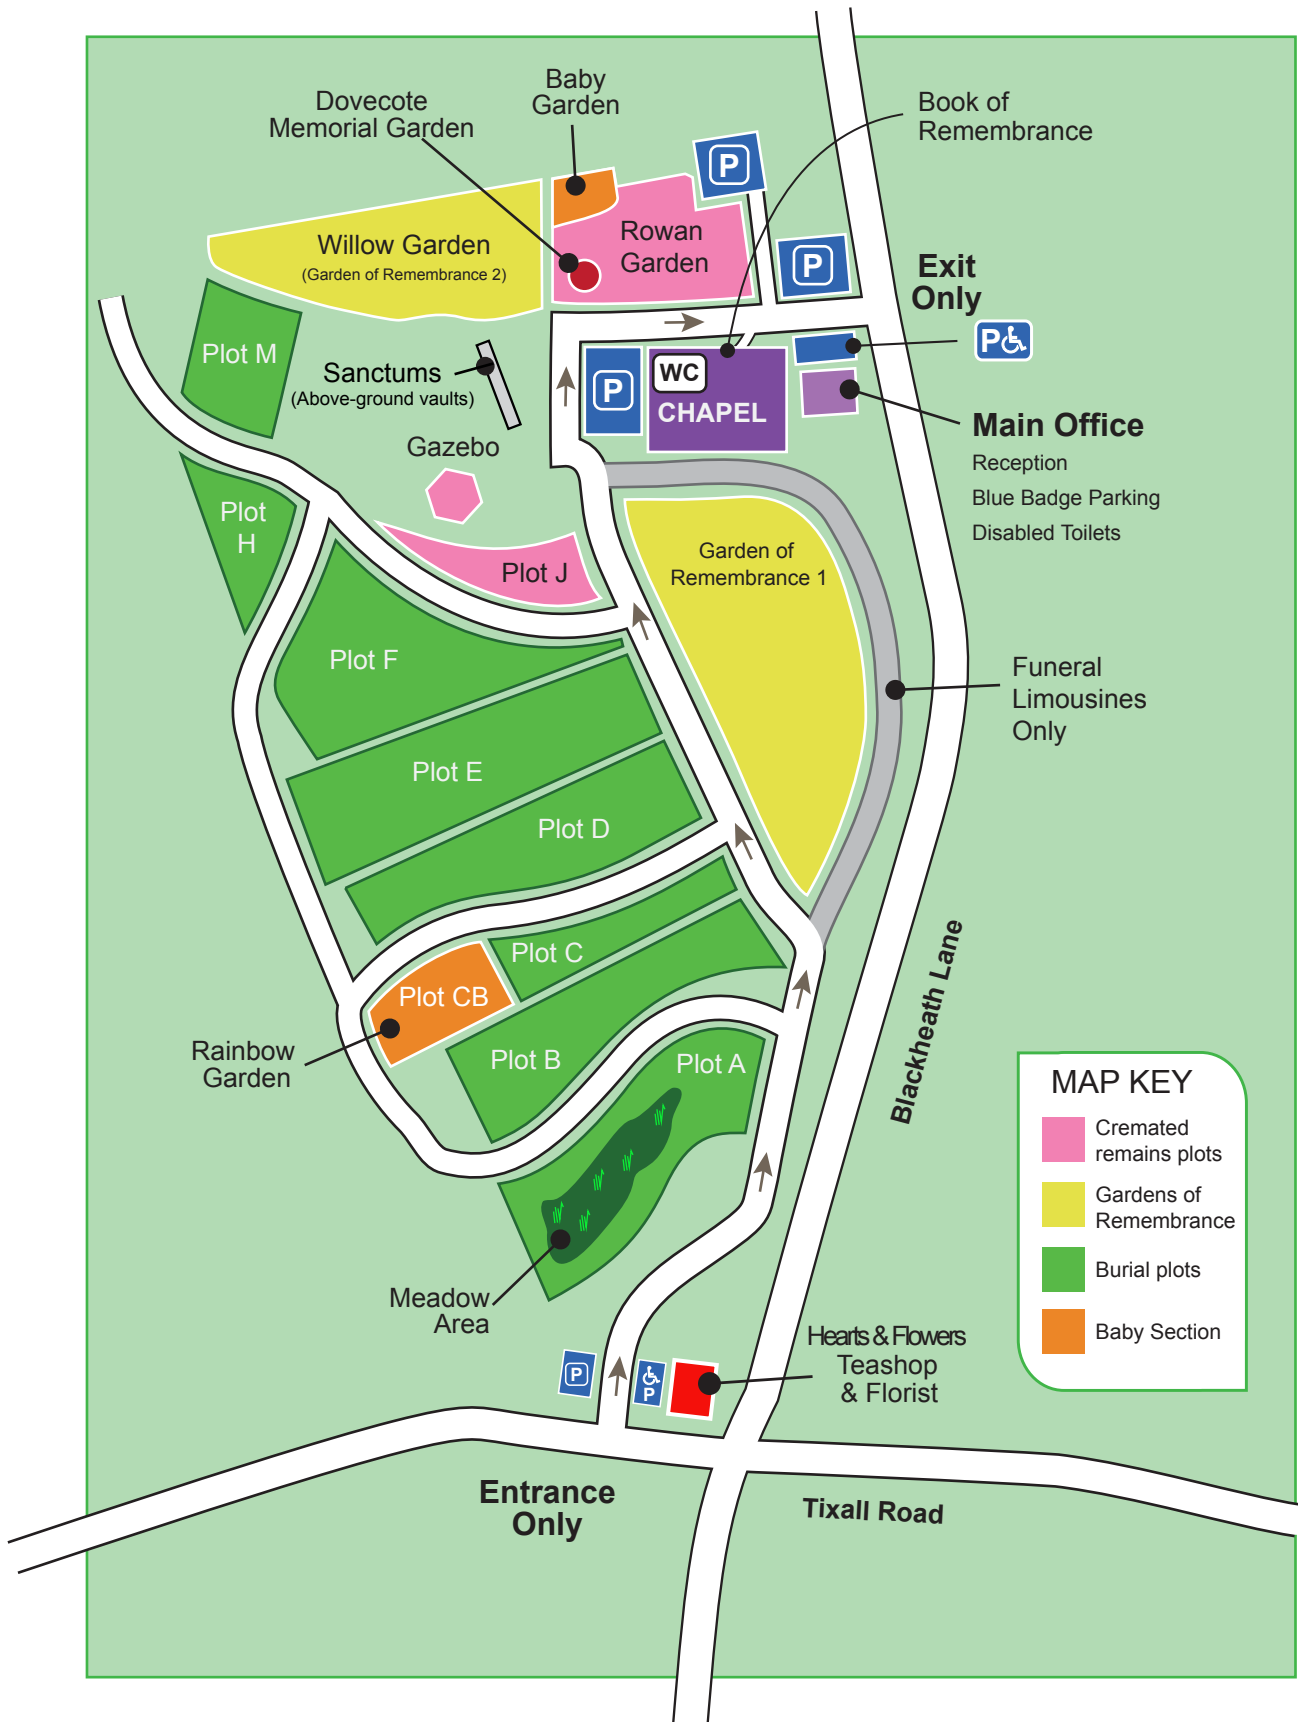 Baby
Garden
Dovecote
Memorial Garden
Book of
Remembrance
P
Rowan
Garden
Willow Garden
(Garden of Remembrance 2)
P
Exit
Only
P
Plot M
Sanctums
(Above-ground vaults)
P
WC
CHAPEL
Main Office
Reception
Blue Badge Parking
Disabled Toilets
Gazebo
Plot
H
Plot J
Garden of
Remembrance 1
Plot F
Funeral
Limousines
Only
Plot E
Plot D
Plot C
Plot CB
Rainbow
Garden
Plot B
Plot A
Blackheath Lane
MAP KEY
Cremated
remains plots
Gardens of
Remembrance
Burial plots
Baby Section
Meadow
Area
Hearts & Flowers
Teashop
& Florist
P
P
Entrance
Only
Tixall Road